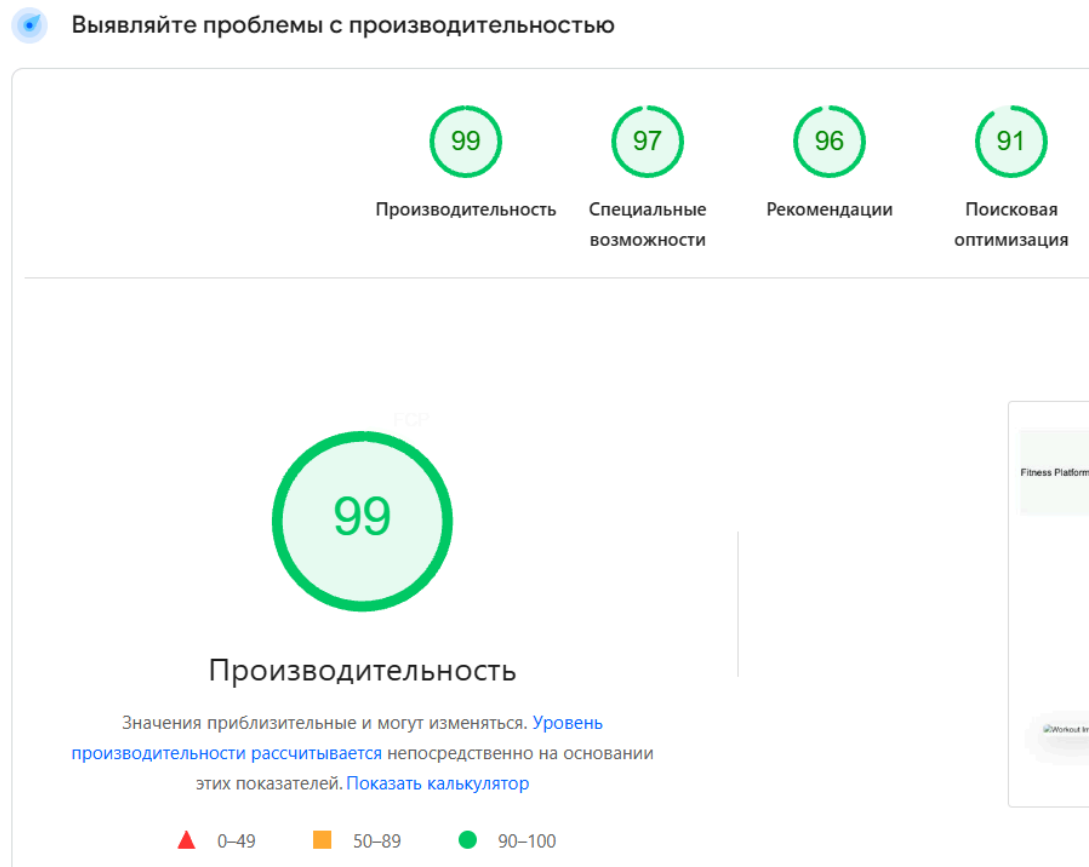 Выявляйте проблемы с производительностью
99
97
96
91
Производительность
Специальные
возможности
Рекомендации
Поисковая
оптимизация
FCP
99
Производительность
Значения приблизительные и могут изменяться. Уровень
производительности рассчитывается непосредственно на основании
этих показателей. Показать калькулятор
0–49
50–89
90–100
Fitness Platform
Workout Im